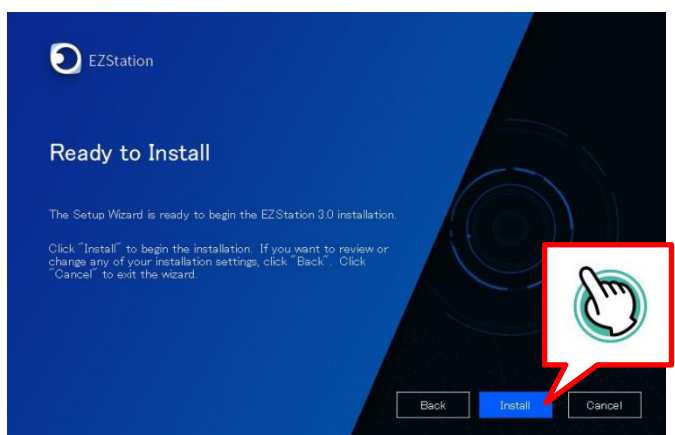 EZStation
Ready to Install
The Setup Wizard is ready to begin the EZStation 3.0 installation.
Click "Install" to begin the installation. If you want to review or
change any of your installation settings, click "Back". Click
"Cancel" to exit the wizard.
Back Install Cancel